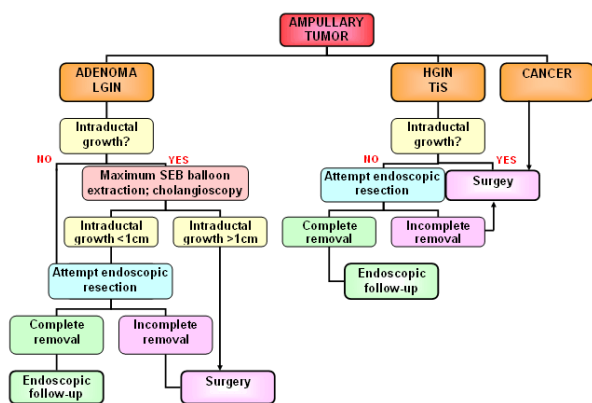 AMPULLARY
TUMOR
ADENOMA
LGIN
HGIN
TiS
CANCER
Intraductal
growth?
Intraductal
growth?
NO
YES
NO
YES
Maximum SEB balloon
extraction; cholangioscopy
Attempt endoscopic
resection
Surgey
Intraductal
growth <1cm
Intraductal
growth >1cm
Complete
removal
Incomplete
removal
Attempt endoscopic
resection
Endoscopic
follow-up
Complete
removal
Incomplete
removal
Endoscopic
follow-up
Surgery